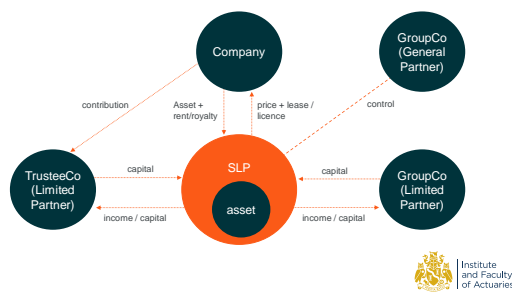 Company
GroupCo
(General
Partner)
contribution
Asset +
rent/royalty
price + lease /
licence
control
TrusteeCo
(Limited
Partner)
capital
SLP
capital
GroupCo
(Limited
Partner)
asset
income / capital
income / capital
Institute
and Faculty
of Actuaries